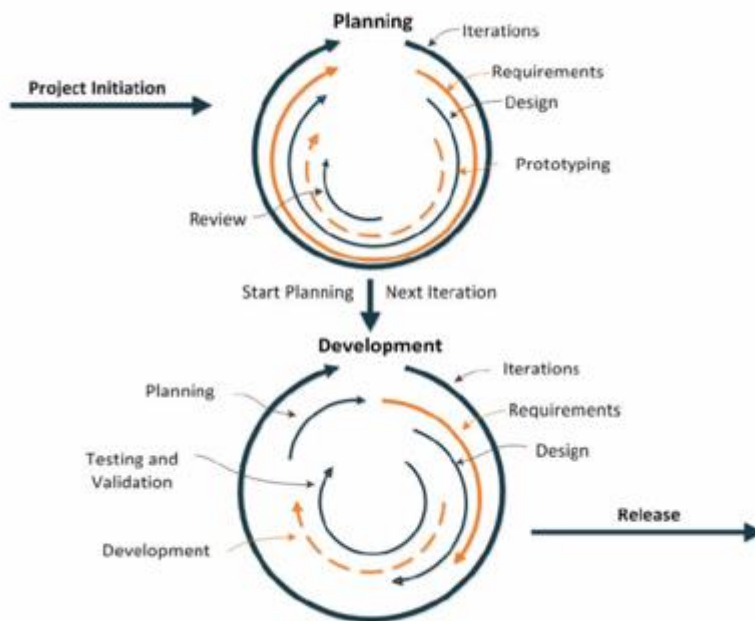 Planning
Iterations
Requirements
Project Initiation
Design
Prototyping
Review
Start Planning
Next Iteration
Development
Iterations
Planning
Requirements
Design
Testing and
Validation
Release
Development